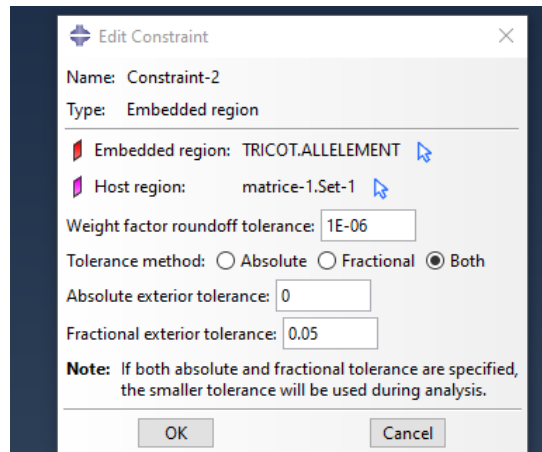 Edit Constraint
Name: Constraint-2
Type: Embedded region
Embedded region: TRICOT.ALLELEMENT
Host region: matrice-1.Set-1
Weight factor roundoff tolerance: 1E-06
Tolerance method: Absolute Fractional Both
Absolute exterior tolerance: 0
Fractional exterior tolerance: 0.05
Note: If both absolute and fractional tolerance are specified,
the smaller tolerance will be used during analysis.
OK Cancel